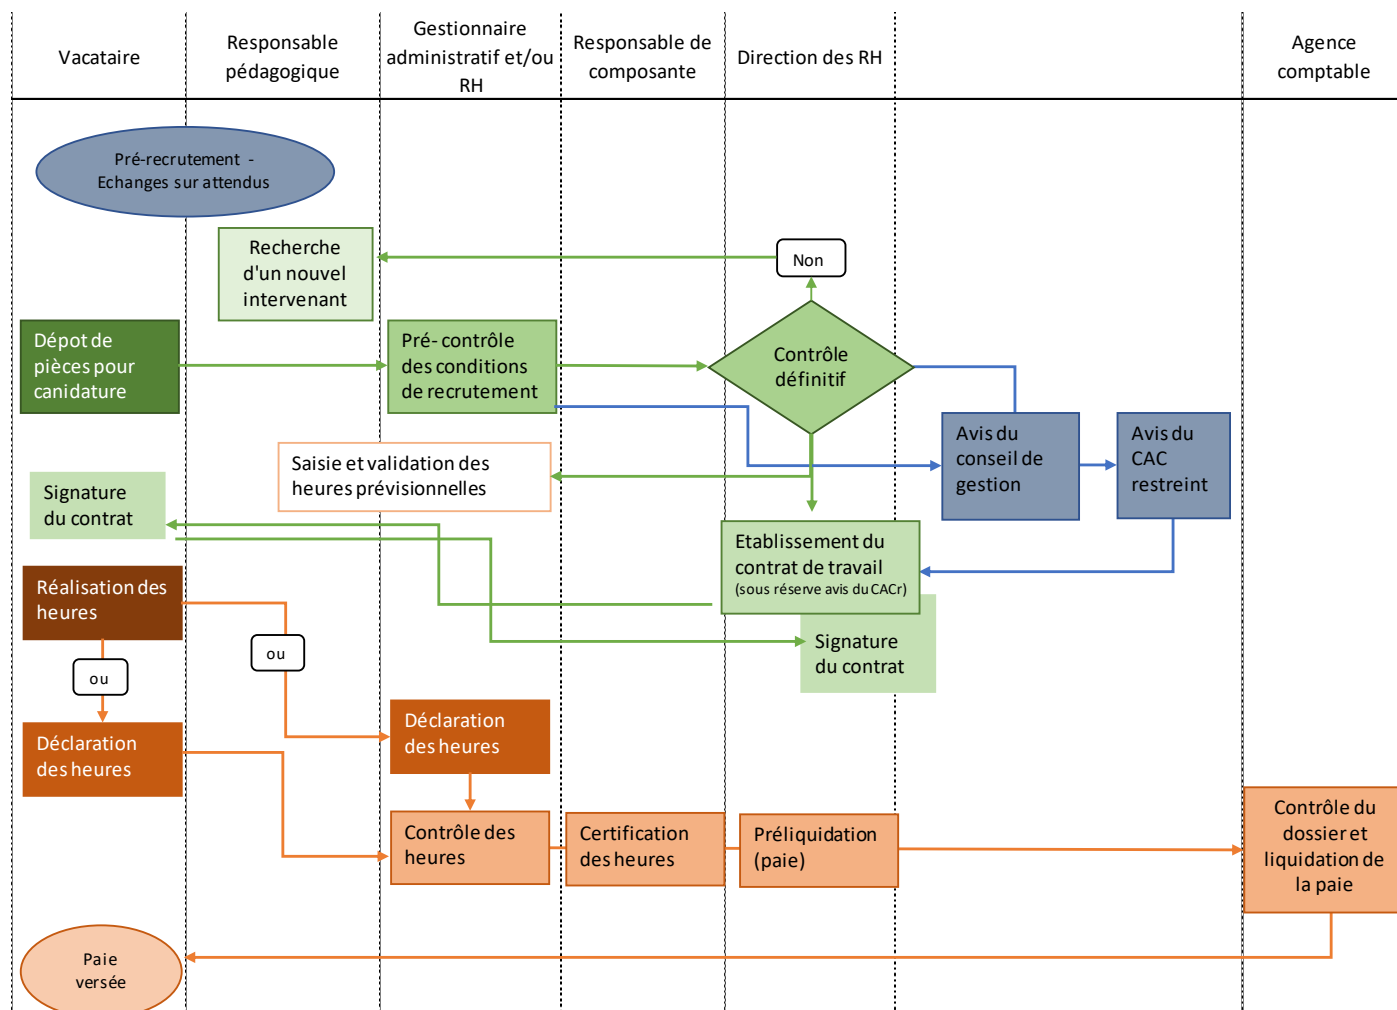 Vacataire
Responsable
pédagogique
Gestionnaire
administratif et/ou
RH
Responsable de
composante
Direction des RH
Agence
comptable
Pré-recrutement -
Echanges sur attendus
Recherche
d'un nouvel
intervenant
Non
Dépot de
pièces pour
canidature
Pré- contrôle
des conditions
de recrutement
Contrôle
définitif
Avis du
conseil de
gestion
Avis du
CAC
restreint
Saisie et validation des
heures prévisionnelles
Signature
du contrat
Etablissement du
contrat de travail
(sous réserve avis du CACr)
Signature
du contrat
Réalisation des
heures
ou
ou
Déclaration
des heures
Déclaration
des heures
Contrôle des
heures
Certification
des heures
Préliquidation
(paie)
Contrôle du
dossier et
liquidation de
la paie
Paie
versée